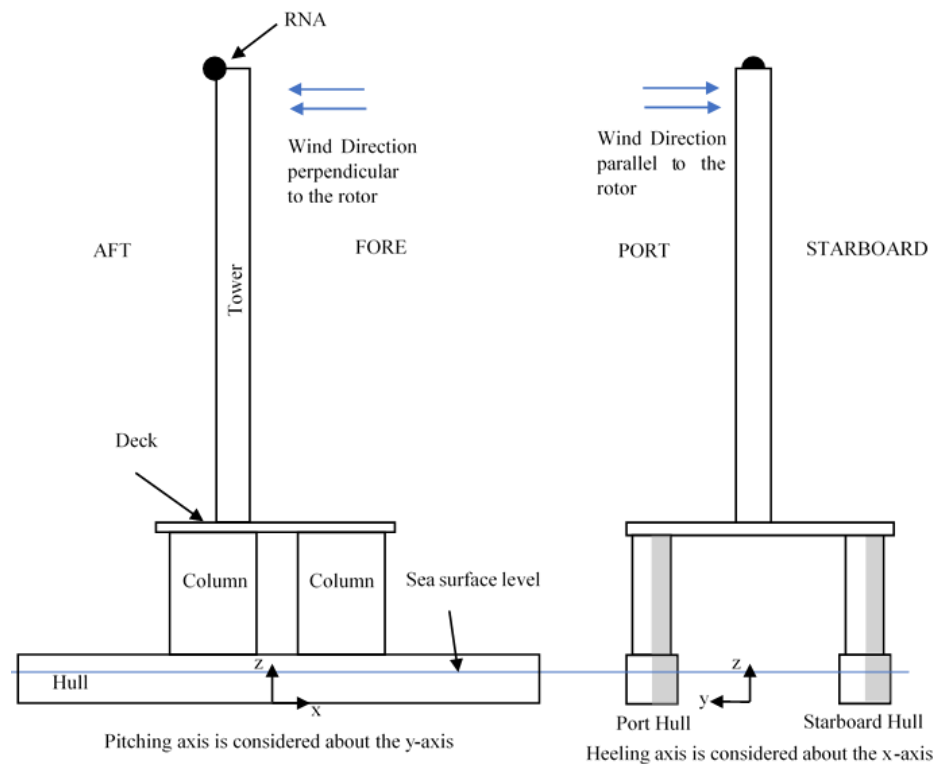 RNA
Wind Direction
perpendicular
to the rotor
Wind Direction
parallel to the
rotor
AFT
FORE
PORT
STARBOARD
Tower
Deck
Column
Column
Sea surface level
Hull
z
x
z
y
Port Hull
Starboard Hull
Pitching axis is considered about the y-axis
Heeling axis is considered about the x-axis